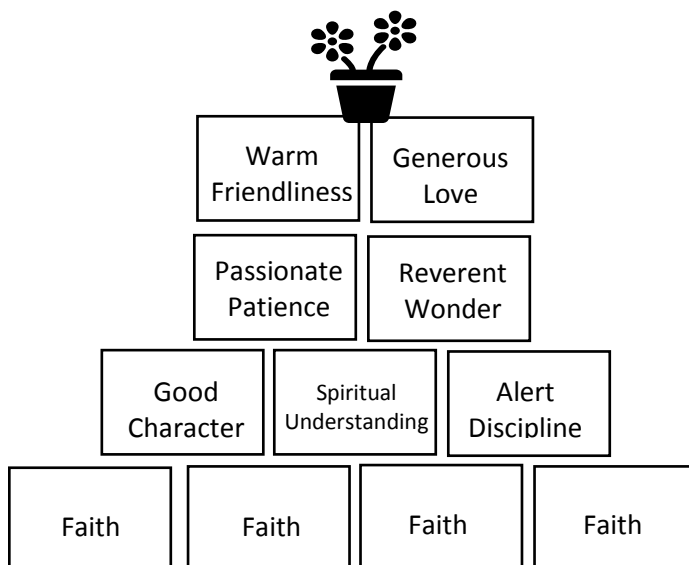 Warm
Friendliness
Generous
Love
Passionate
Patience
Reverent
Wonder
Good
Character
Spiritual
Understanding
Alert
Discipline
Faith
Faith
Faith
Faith